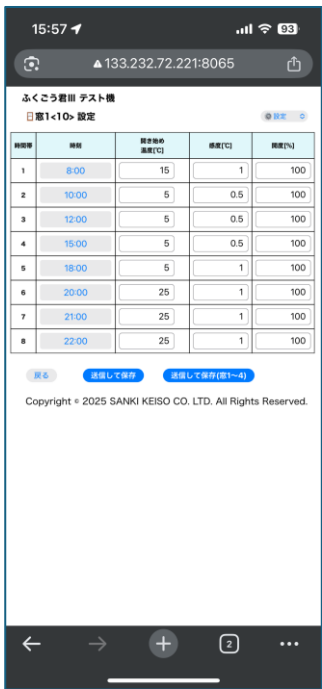 15:57
93
133.232.72.221:8065
ふくごう君III テスト機
窓1<10> 設定
設定
時間帯 時刻 開き始め温度[℃] 感度[℃] 開度[%]
1 8:00 15 1 100
2 10:00 5 0.5 100
3 12:00 5 0.5 100
4 15:00 5 0.5 100
5 18:00 5 1 100
6 20:00 25 1 100
7 21:00 25 1 100
8 22:00 25 1 100
戻る 送信して保存 送信して保存(窓1〜4)
Copyright © 2025 SANKI KEISO CO. LTD. All Rights Reserved.
2